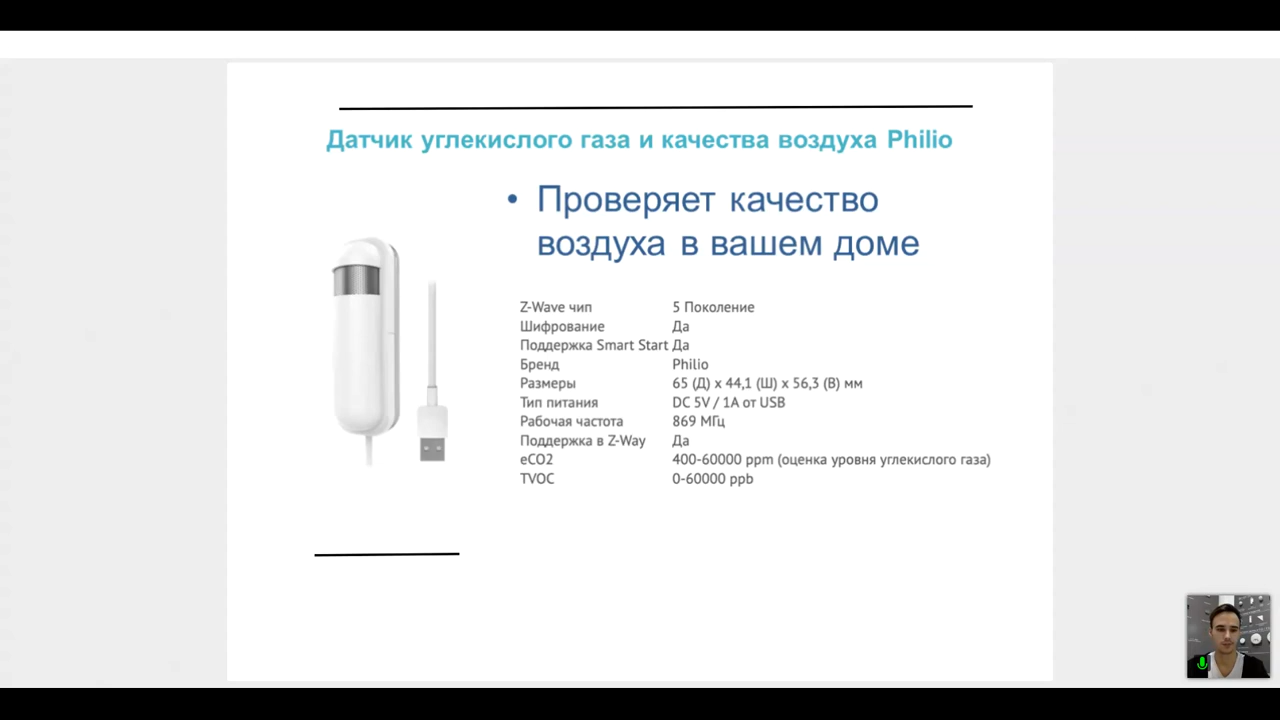 Датчик углекислого газа и качества воздуха Philio
• Проверяет качество
воздуха в вашем доме
Z-Wave чип 5 Поколение
Шифрование Да
Поддержка Smart Start Да
Бренд Philio
Размеры 65 (Д) x 44,1 (Ш) x 56,3 (В) мм
Тип питания DC 5V / 1A от USB
Рабочая частота 869 МГц
Поддержка в Z-Way Да
eCO2 400-60000 ppm (оценка уровня углекислого газа)
TVOC 0-60000 ppb